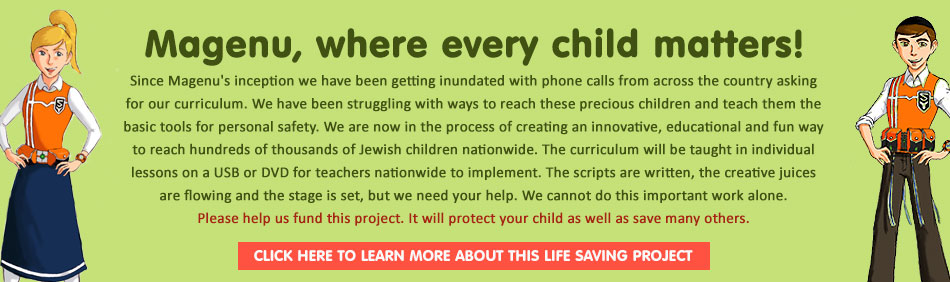 Magenu, where every child matters!
Since Magenu's inception we have been getting inundated with phone calls from across the country asking
for our curriculum. We have been struggling with ways to reach these precious children and teach them the
basic tools for personal safety. We are now in the process of creating an innovative, educational and fun way
to reach hundreds of thousands of Jewish children nationwide. The curriculum will be taught in individual
lessons on a USB or DVD for teachers nationwide to implement. The scripts are written, the creative juices
are flowing and the stage is set, but we need your help. We cannot do this important work alone.
Please help us fund this project. It will protect your child as well as save many others.
CLICK HERE TO LEARN MORE ABOUT THIS LIFE SAVING PROJECT